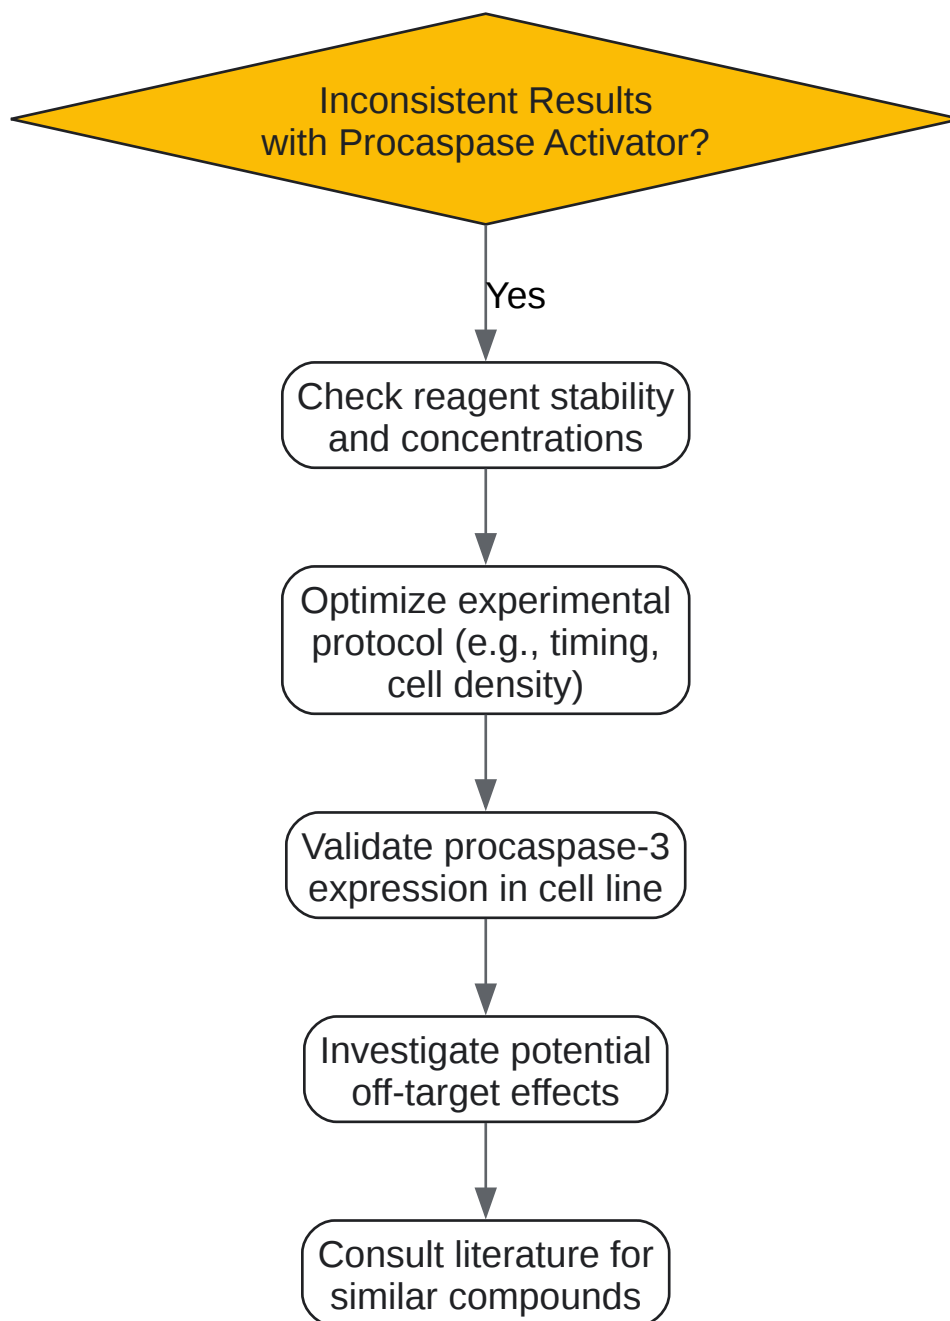 Inconsistent Results
with Procaspase Activator?
Yes
Check reagent stability
and concentrations
Optimize experimental
protocol (e.g., timing,
cell density)
Validate procaspase-3
expression in cell line
Investigate potential
off-target effects
Consult literature for
similar compounds